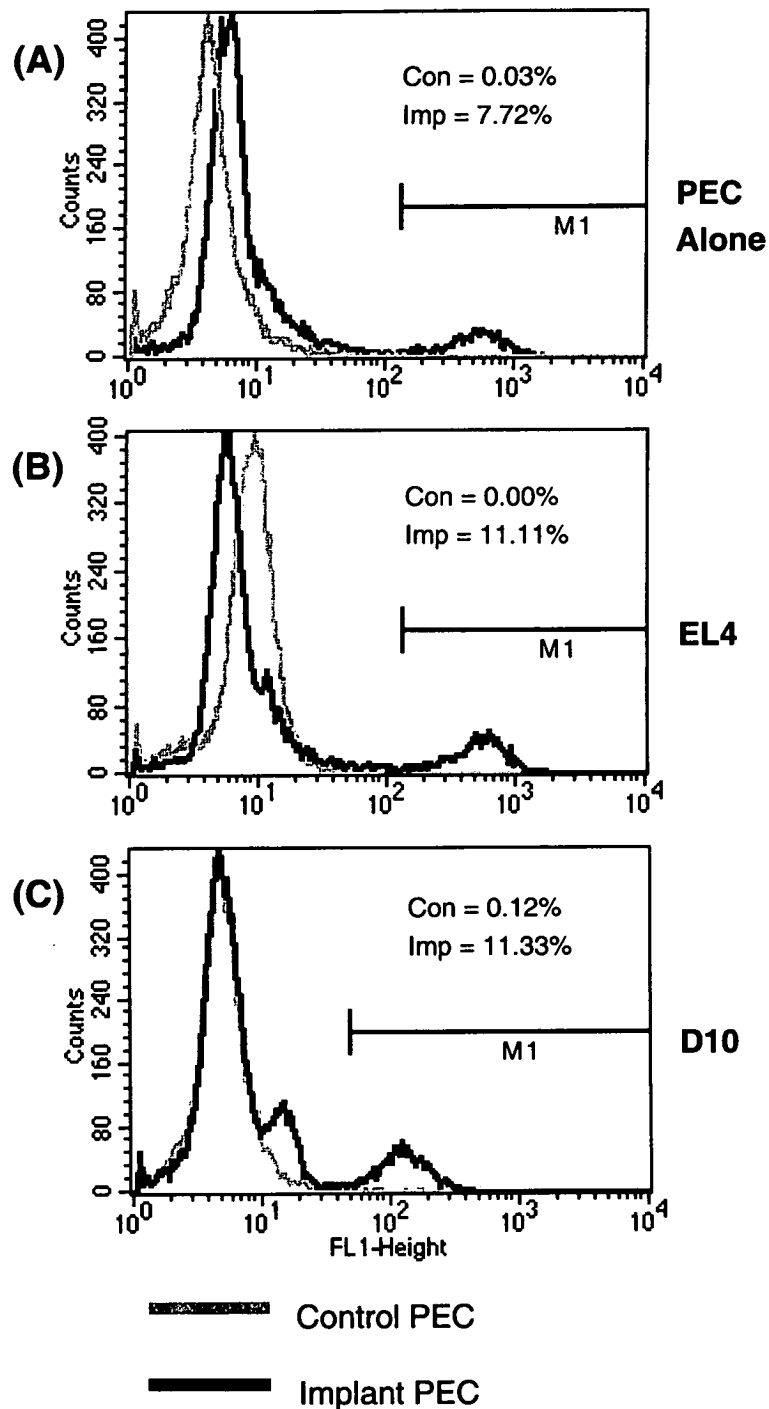 (A)
Con = 0.03%
Imp = 7.72%
M1
PEC
Alone
Counts
400
320
240
160
80
0
10^0 10^1 10^2 10^3 10^4
(B)
Con = 0.00%
Imp = 11.11%
M1
EL4
Counts
400
320
240
160
80
0
10^0 10^1 10^2 10^3 10^4
(C)
Con = 0.12%
Imp = 11.33%
M1
D10
Counts
400
320
240
160
80
0
10^0 10^1 10^2 10^3 10^4
FL1-Height
Control PEC
Implant PEC